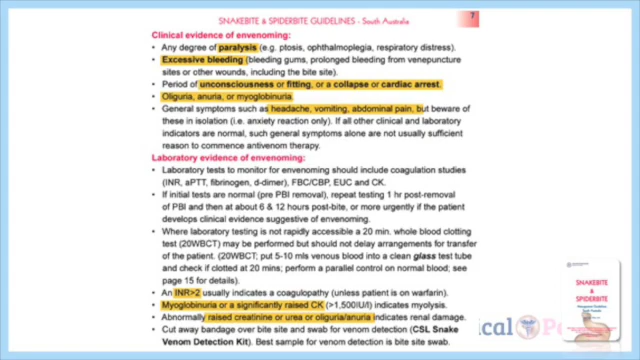 SNAKEBITE & SPIDERBITE GUIDELINES - South Australia
7
Clinical evidence of envenoming:
• Any degree of paralysis (e.g. ptosis, ophthalmoplegia, respiratory distress).
• Excessive bleeding (bleeding gums, prolonged bleeding from venepuncture
sites or other wounds, including the bite site).
• Period of unconsciousness or fitting, or a collapse or cardiac arrest.
• Oliguria, anuria, or myoglobinuria.
• General symptoms such as headache, vomiting, abdominal pain, but beware of
these in isolation (i.e. anxiety reaction only). If all other clinical and laboratory
indicators are normal, such general symptoms alone are not usually sufficient
reason to commence antivenom therapy.
Laboratory evidence of envenoming:
• Laboratory tests to monitor for envenoming should include coagulation studies
(INR, aPTT, fibrinogen, d-dimer), FBC/CBP, EUC and CK.
• If initial tests are normal (pre PBI removal), repeat testing 1 hr post-removal
of PBI and then at about 6 & 12 hours post-bite, or more urgently if the patient
develops clinical evidence suggestive of envenoming.
• Where laboratory testing is not rapidly accessible a 20 min. whole blood clotting
test (20WBCT) may be performed but should not delay arrangements for transfer
of the patient. (20WBCT; put 5-10 mls venous blood into a clean glass test tube
and check if clotted at 20 minutes; perform a parallel control on normal blood; see
page 15 for details).
• An INR>2 usually indicates a coagulopathy (unless patient is on warfarin).
• Myoglobinuria or a significantly raised CK (>1,500IU/l) indicates myolysis.
• Abnormally raised creatinine or urea or oliguria/anuria indicates renal damage.
• Cut away bandage over bite site and swab for venom detection (CSL Snake
Venom Detection Kit). Best sample for venom detection is bite site swab.
ical
SNAKEBITE
&
SPIDERBITE